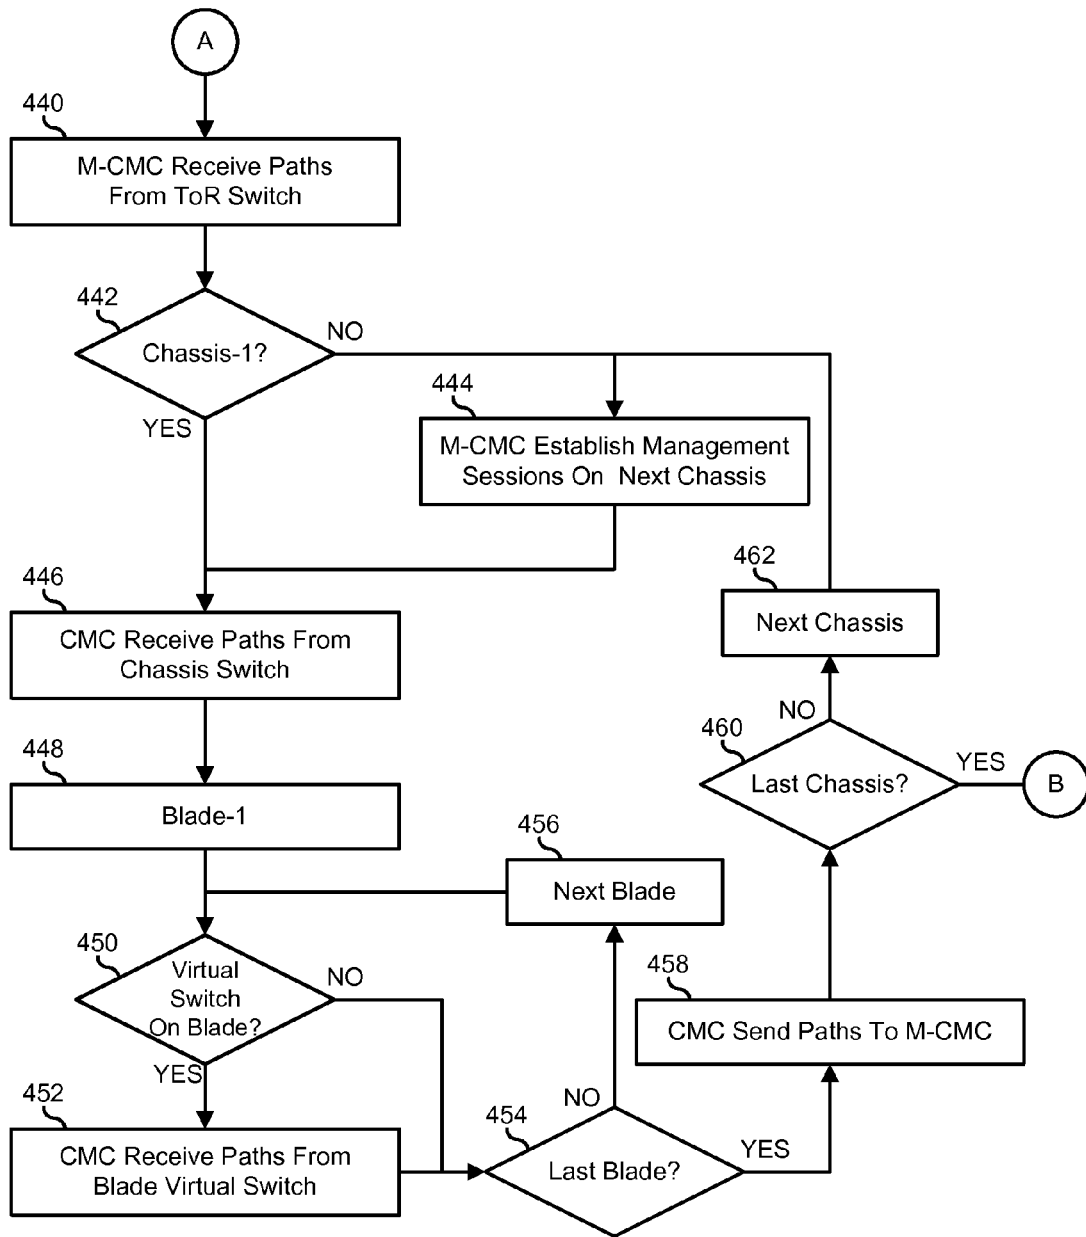 A
440
M-CMC Receive Paths
From ToR Switch
442
Chassis-1?
NO
YES
444
M-CMC Establish Management
Sessions On Next Chassis
446
CMC Receive Paths From
Chassis Switch
448
Blade-1
450
Virtual
Switch
On Blade?
NO
YES
452
CMC Receive Paths From
Blade Virtual Switch
454
Last Blade?
NO
YES
456
Next Blade
458
CMC Send Paths To M-CMC
460
Last Chassis?
NO
YES
462
Next Chassis
B